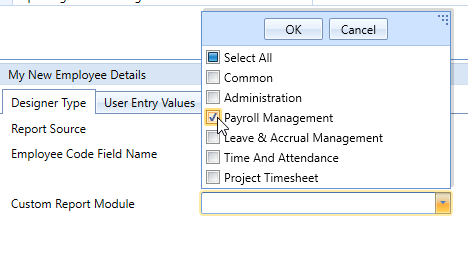 OK Cancel
Select All
Common
Administration
Payroll Management
Leave & Accrual Management
Time And Attendance
Project Timesheet
My New Employee Details
Designer Type User Entry Values
Report Source
Employee Code Field Name
Custom Report Module